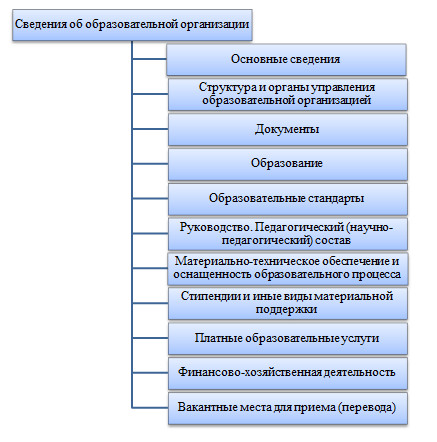 Сведения об образовательной организации
Основные сведения
Структура и органы управления
образовательной организацией
Документы
Образование
Образовательные стандарты
Руководство. Педагогический (научно-
педагогический) состав
Материально-техническое обеспечение и
оснащенность образовательного процесса
Стипендии и иные виды материальной
поддержки
Платные образовательные услуги
Финансово-хозяйственная деятельность
Вакантные места для приема (перевода)